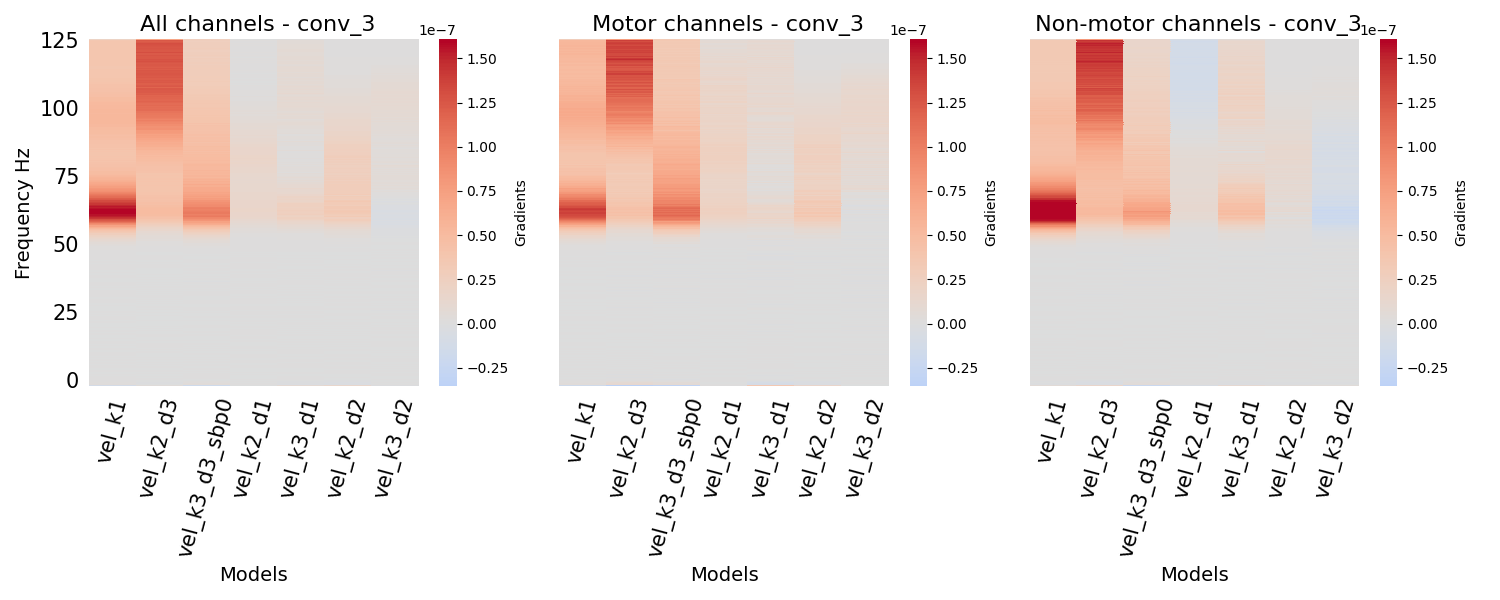 All channels - conv_3
1e−7
Motor channels - conv_3
1e−7
Non-motor channels - conv_3
1e−7
Frequency Hz
125
100
75
50
25
0
1.50
1.25
1.00
0.75
0.50
0.25
0.00
−0.25
Gradients
1.50
1.25
1.00
0.75
0.50
0.25
0.00
−0.25
Gradients
1.50
1.25
1.00
0.75
0.50
0.25
0.00
−0.25
Gradients
vel_k1
vel_k2_d3
vel_k3_d3_sbp0
vel_k2_d1
vel_k3_d1
vel_k2_d2
vel_k3_d2
vel_k1
vel_k2_d3
vel_k3_d3_sbp0
vel_k2_d1
vel_k3_d1
vel_k2_d2
vel_k3_d2
vel_k1
vel_k2_d3
vel_k3_d3_sbp0
vel_k2_d1
vel_k3_d1
vel_k2_d2
vel_k3_d2
Models
Models
Models